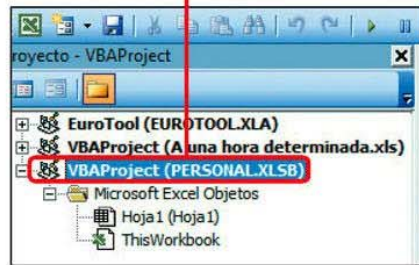 royecto - VBAProject
EuroTool (EUROTOOL.XLA)
VBAProject (A una hora determinada.xls)
VBAProject (PERSONAL.XLSB)
Microsoft Excel Objetos
Hoja1 (Hoja1)
ThisWorkbook